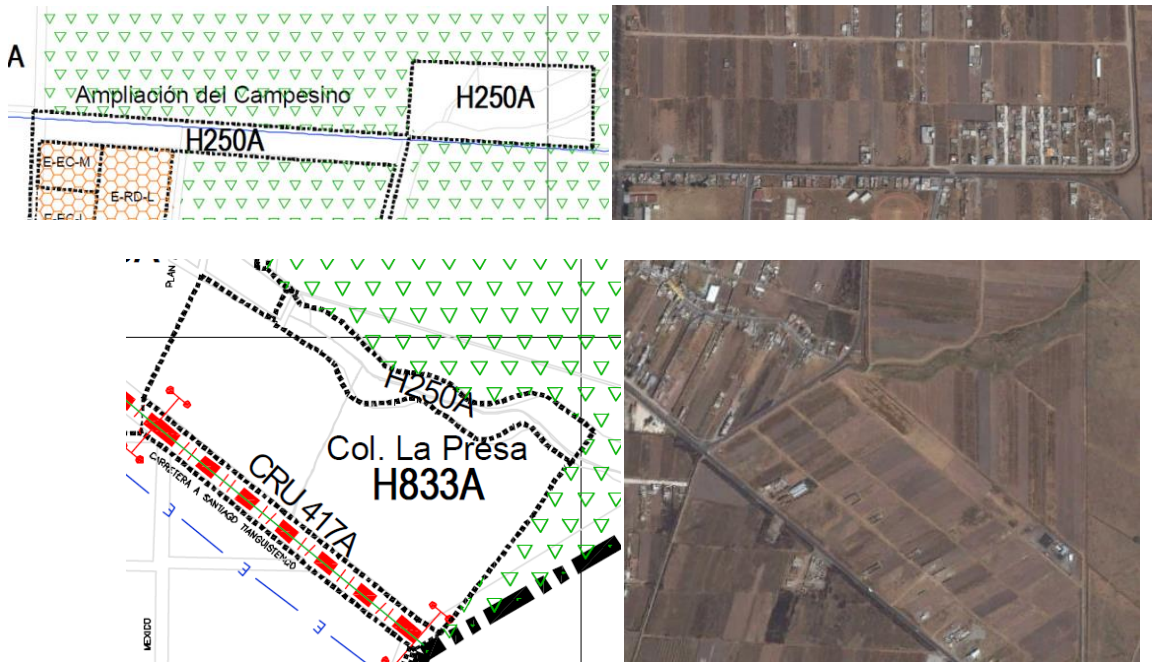 A
Ampliación del Campesino
H250A
H250A
E-EC-M
E-RD-L
PLAN
H250A
Col. La Presa
H833A
CRU 417A
CARRETERA A SANTIAGO TIANGUISTENCO
MEXICO
E
E
E